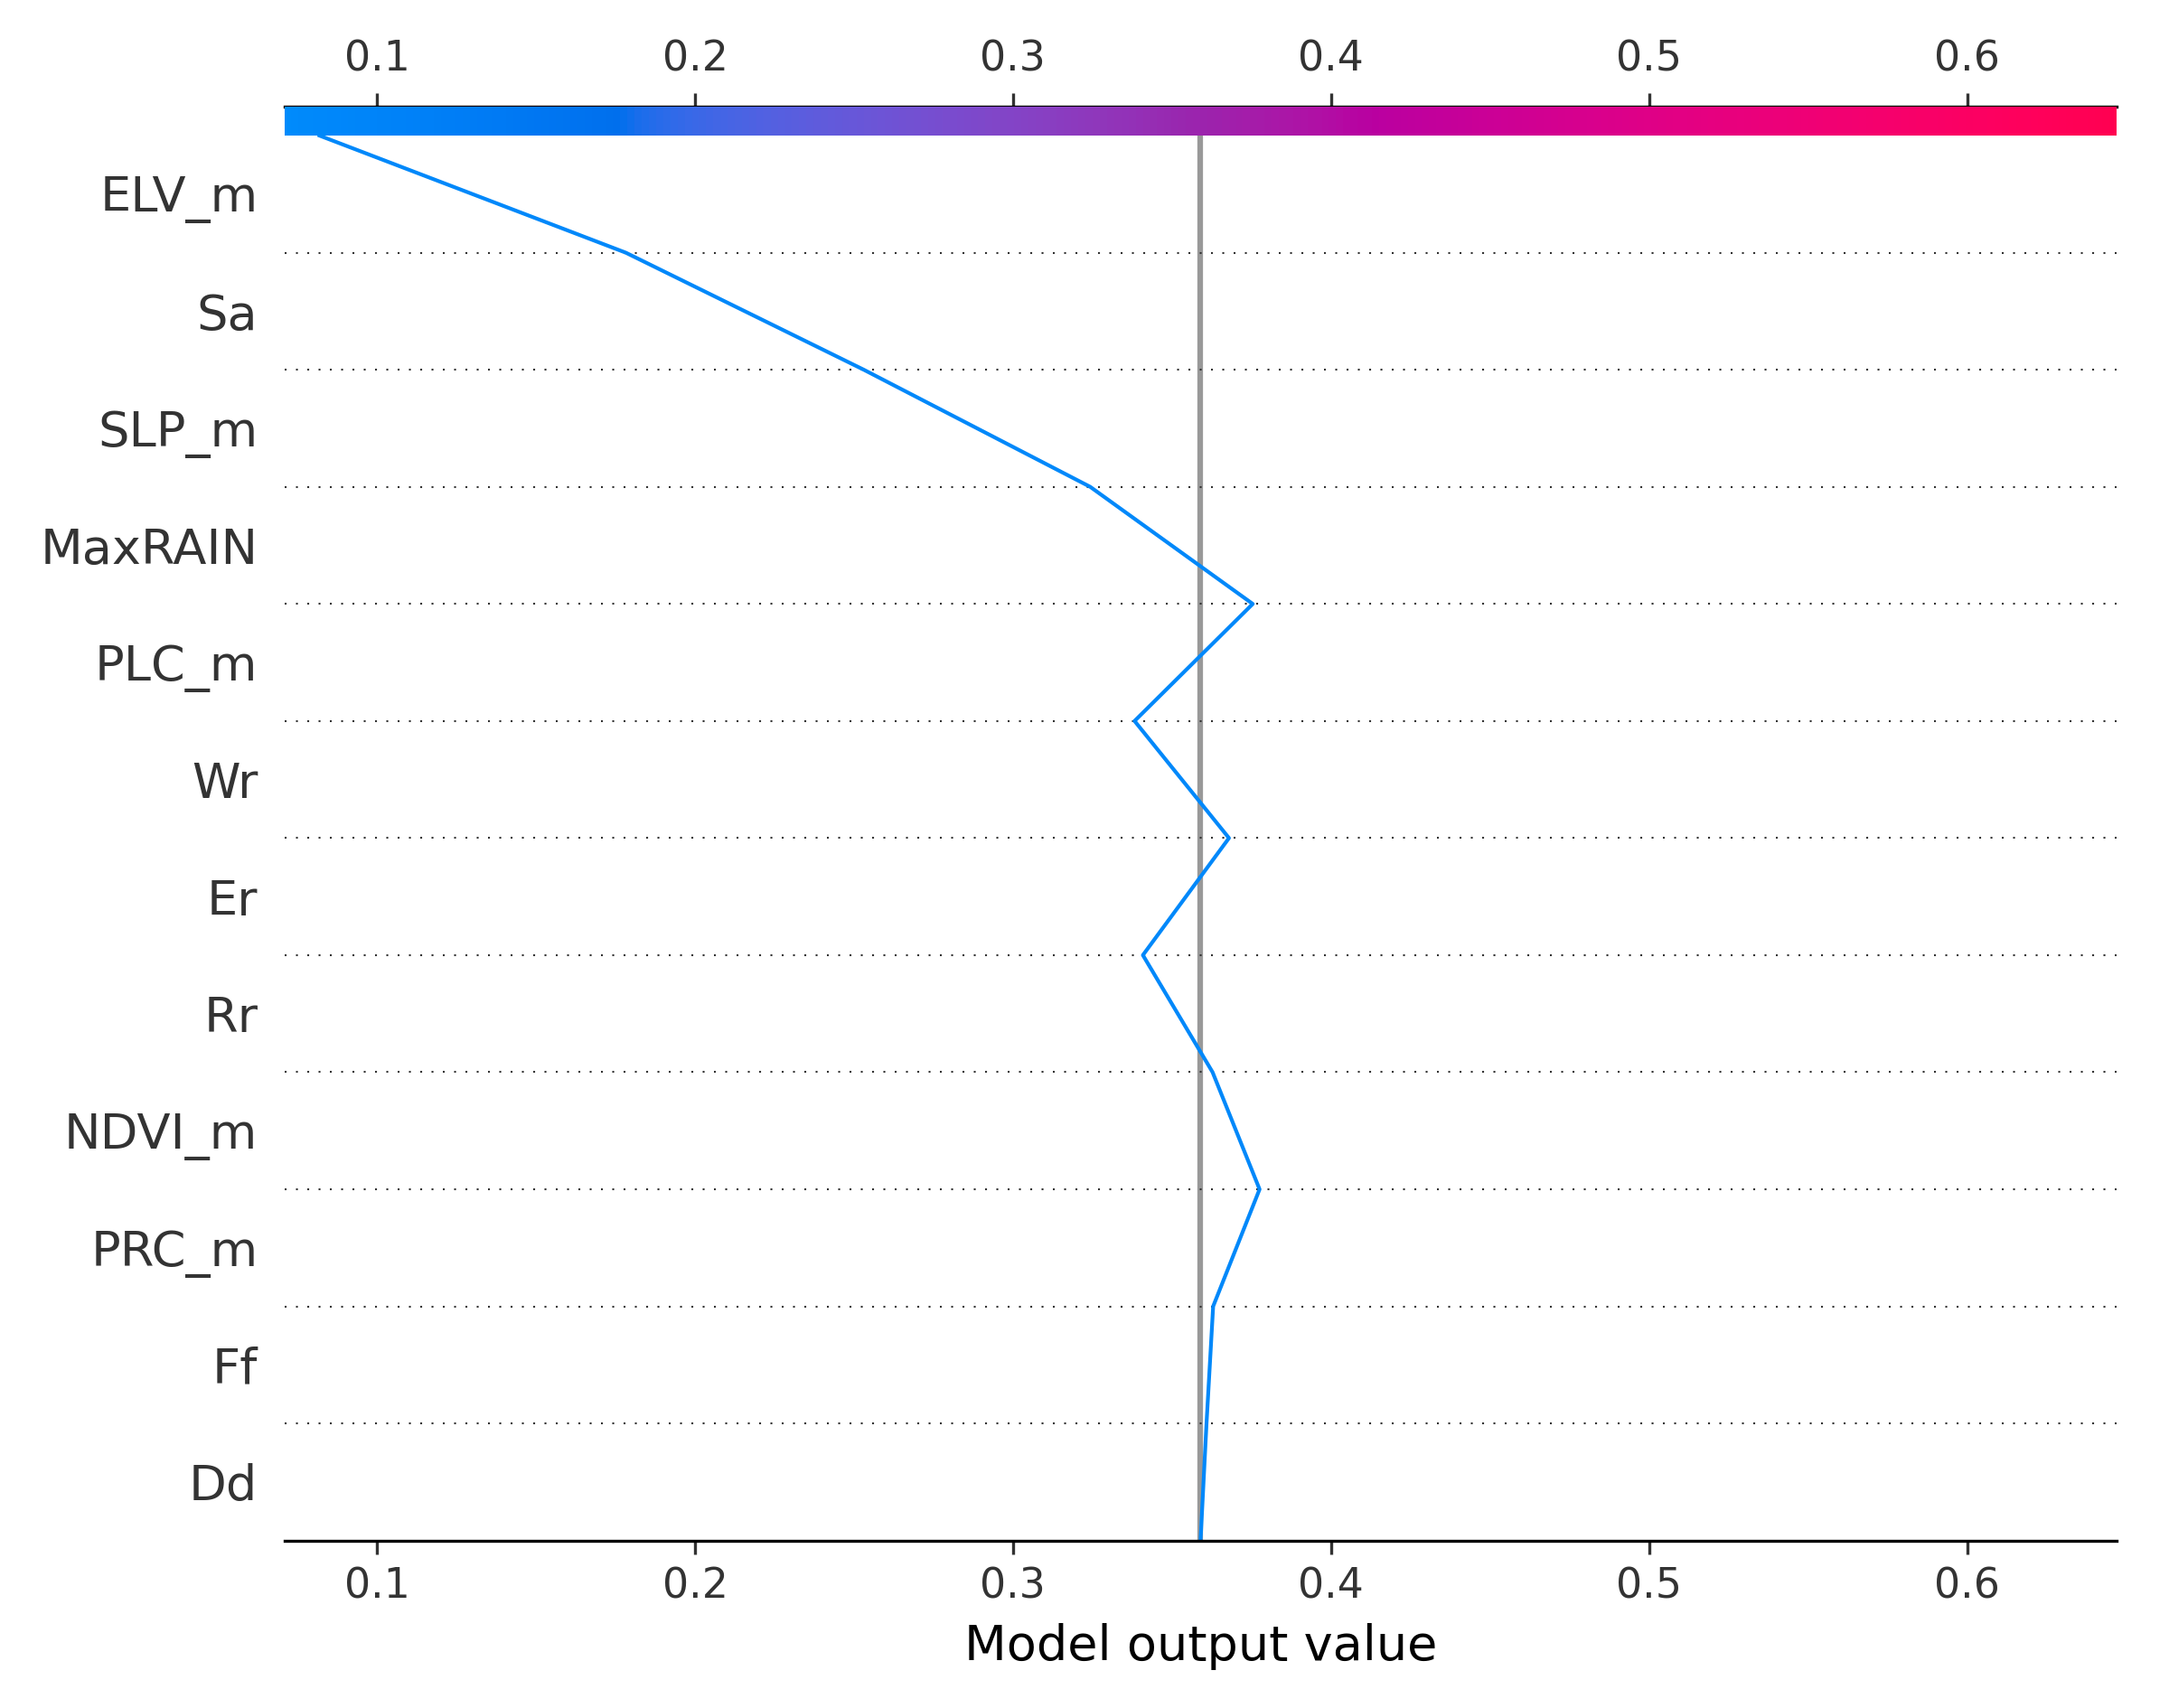 0.1 0.2 0.3 0.4 0.5 0.6
ELV_m
Sa
SLP_m
MaxRAIN
PLC_m
Wr
Er
Rr
NDVI_m
PRC_m
Ff
Dd
0.1 0.2 0.3 0.4 0.5 0.6
Model output value